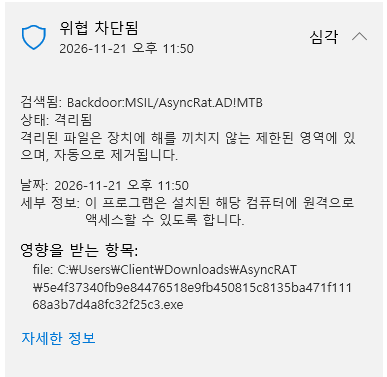 위협 차단됨
2026-11-21 오후 11:50
심각
검색됨: Backdoor:MSIL/AsyncRat.AD!MTB
상태: 격리됨
격리된 파일은 장치에 해를 끼치지 않는 제한된 영역에 있
으며, 자동으로 제거됩니다.
날짜: 2026-11-21 오후 11:50
세부 정보: 이 프로그램은 설치된 해당 컴퓨터에 원격으로
액세스할 수 있도록 합니다.
영향을 받는 항목:
file: C:₩Users₩Client₩Downloads₩AsyncRAT
₩5e4f37340fb9e84476518e9fb450815c8135ba471f111
68a3b7d4a8fc32f25c3.exe
자세한 정보